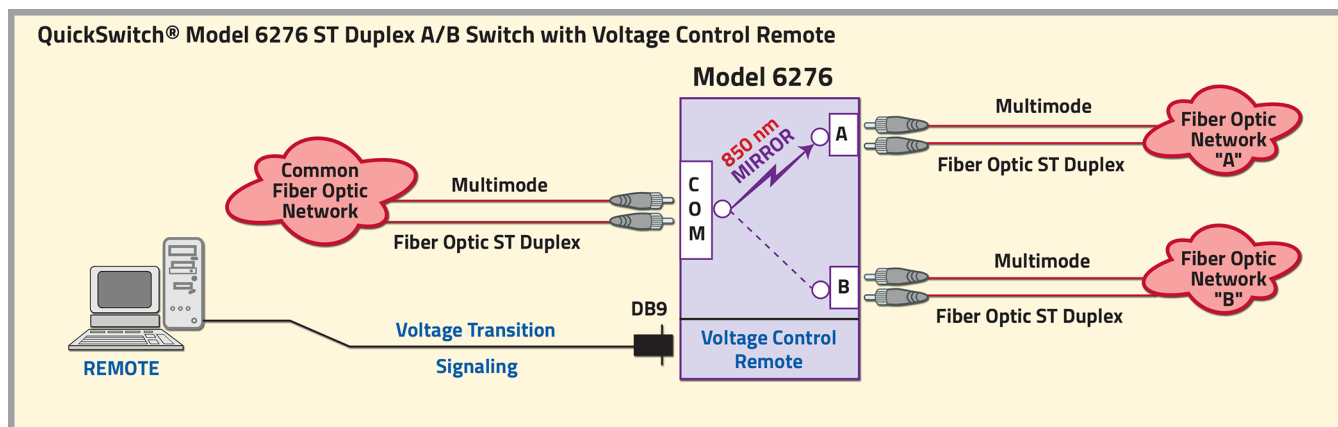 QuickSwitch® Model 6276 ST Duplex A/B Switch with Voltage Control Remote
Model 6276
Common
Fiber Optic
Network
Multimode
Fiber Optic ST Duplex
C
O
M
850 nm
MIRROR
A
B
Multimode
Fiber Optic ST Duplex
Fiber Optic
Network
"A"
Multimode
Fiber Optic ST Duplex
Fiber Optic
Network
"B"
REMOTE
Voltage Transition
Signaling
DB9
Voltage Control
Remote